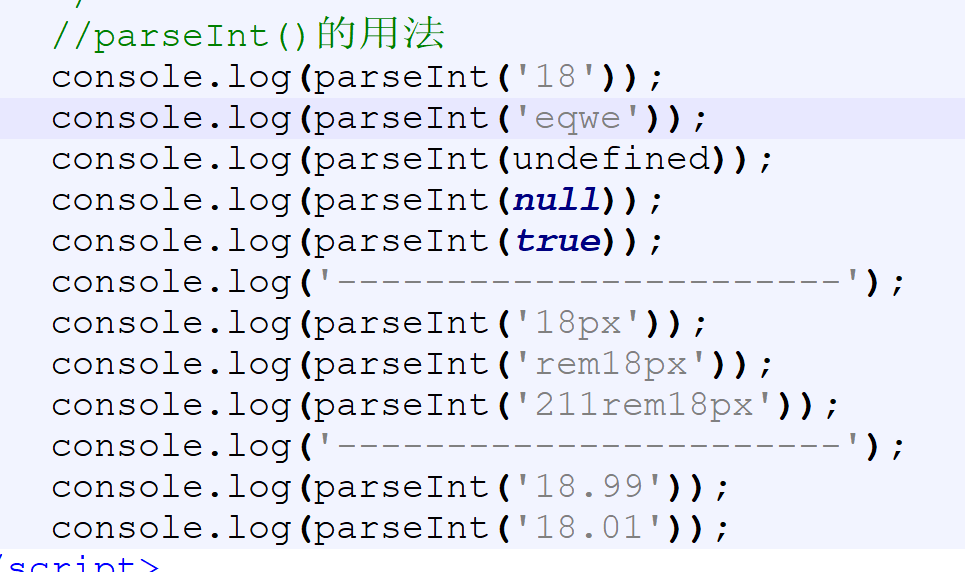 //parseInt()的用法
console.log(parseInt('18'));
console.log(parseInt('eqwe'));
console.log(parseInt(undefined));
console.log(parseInt(null));
console.log(parseInt(true));
console.log('-----------------------');
console.log(parseInt('18px'));
console.log(parseInt('rem18px'));
console.log(parseInt('211rem18px'));
console.log('-----------------------');
console.log(parseInt('18.99'));
console.log(parseInt('18.01'));
/script>